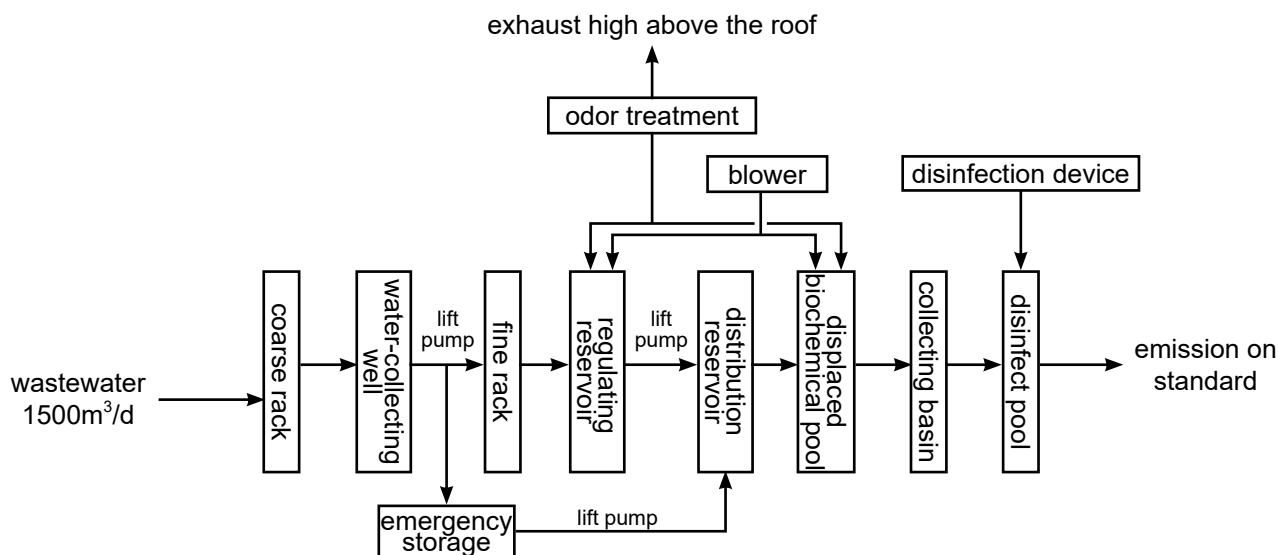 exhaust high above the roof
odor treatment
blower
disinfection device
wastewater
1500m³/d
coarse rack
water-collecting
well
lift
pump
fine rack
regulating
reservoir
lift
pump
distribution
reservoir
displaced
biochemical pool
collecting basin
disinfect pool
emission on
standard
emergency
storage
lift pump